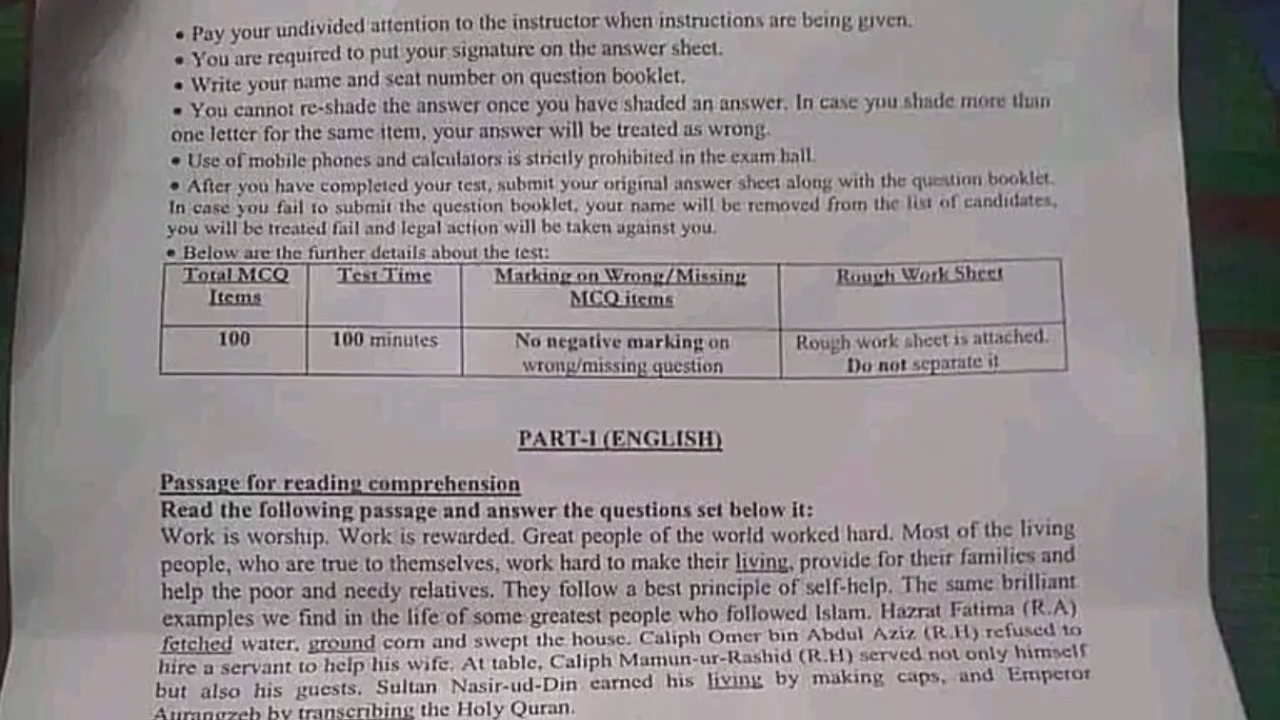 • Pay your undivided attention to the instructor when instructions are being given.
• You are required to put your signature on the answer sheet.
• Write your name and seat number on question booklet.
• You cannot re-shade the answer once you have shaded an answer. In case you shade more than
one letter for the same item, your answer will be treated as wrong.
• Use of mobile phones and calculators is strictly prohibited in the exam hall.
• After you have completed your test, submit your original answer sheet along with the question booklet.
In case you fail to submit the question booklet, your name will be removed from the list of candidates,
you will be treated fail and legal action will be taken against you.
• Below are the further details about the test:
Total MCQ Items
Test Time
Marking on Wrong/Missing MCQ items
Rough Work Sheet
100
100 minutes
No negative marking on wrong/missing question
Rough work sheet is attached. Do not separate it
PART-I (ENGLISH)
Passage for reading comprehension
Read the following passage and answer the questions set below it:
Work is worship. Work is rewarded. Great people of the world worked hard. Most of the living
people, who are true to themselves, work hard to make their living, provide for their families and
help the poor and needy relatives. They follow a best principle of self-help. The same brilliant
examples we find in the life of some greatest people who followed Islam. Hazrat Fatima (R.A)
fetched water, ground corn and swept the house. Caliph Omer bin Abdul Aziz (R.H) refused to
hire a servant to help his wife. At table, Caliph Mamun-ur-Rashid (R.H) served not only himself
but also his guests. Sultan Nasir-ud-Din earned his living by making caps, and Emperor
Aurangzeb by transcribing the Holy Quran.